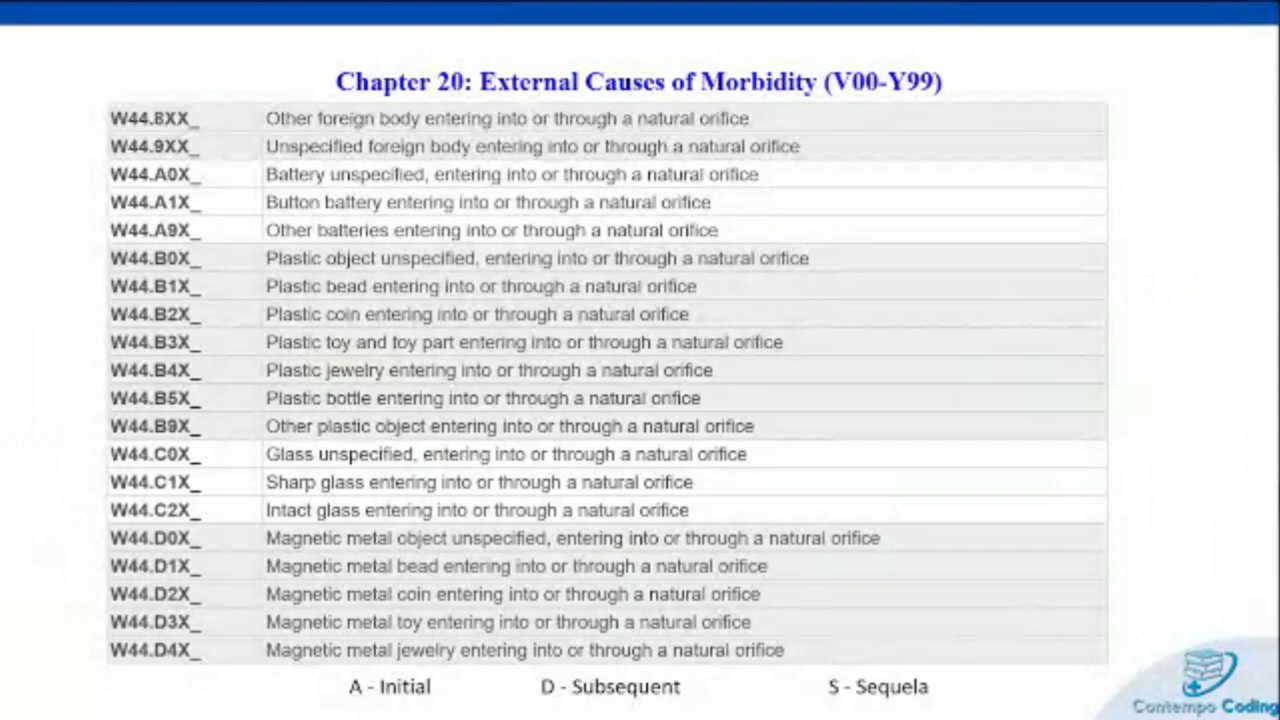 Chapter 20: External Causes of Morbidity (V00-Y99)
W44.8XX_ Other foreign body entering into or through a natural orifice
W44.9XX_ Unspecified foreign body entering into or through a natural orifice
W44.A0X_ Battery unspecified, entering into or through a natural orifice
W44.A1X_ Button battery entering into or through a natural orifice
W44.A9X_ Other batteries entering into or through a natural orifice
W44.B0X_ Plastic object unspecified, entering into or through a natural orifice
W44.B1X_ Plastic bead entering into or through a natural orifice
W44.B2X_ Plastic coin entering into or through a natural orifice
W44.B3X_ Plastic toy and toy part entering into or through a natural orifice
W44.B4X_ Plastic jewelry entering into or through a natural orifice
W44.B5X_ Plastic bottle entering into or through a natural orifice
W44.B9X_ Other plastic object entering into or through a natural orifice
W44.C0X_ Glass unspecified, entering into or through a natural orifice
W44.C1X_ Sharp glass entering into or through a natural orifice
W44.C2X_ Intact glass entering into or through a natural orifice
W44.D0X_ Magnetic metal object unspecified, entering into or through a natural orifice
W44.D1X_ Magnetic metal bead entering into or through a natural orifice
W44.D2X_ Magnetic metal coin entering into or through a natural orifice
W44.D3X_ Magnetic metal toy entering into or through a natural orifice
W44.D4X_ Magnetic metal jewelry entering into or through a natural orifice
A - Initial D - Subsequent S - Sequela
Contempo Coding